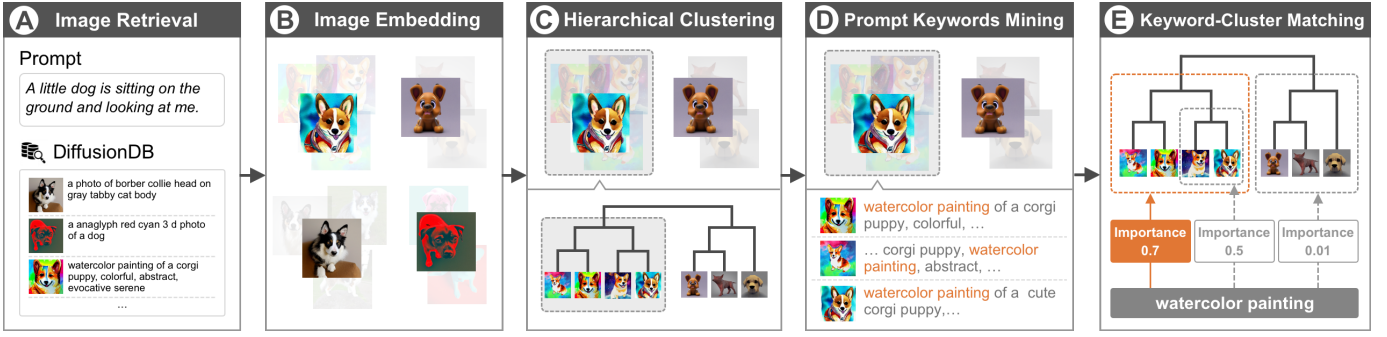 A Image Retrieval
Prompt
A little dog is sitting on the
ground and looking at me.
DiffusionDB
a photo of borber collie head on
gray tabby cat body
a anaglyph red cyan 3 d photo
of a dog
watercolor painting of a corgi
puppy, colorful, abstract,
evocative serene
...
B Image Embedding
C Hierarchical Clustering
D Prompt Keywords Mining
watercolor painting of a corgi
puppy, colorful, ...
... corgi puppy, watercolor
painting, abstract, ...
watercolor painting of a cute
corgi puppy,...
E Keyword-Cluster Matching
Importance
0.7
Importance
0.5
Importance
0.01
watercolor painting